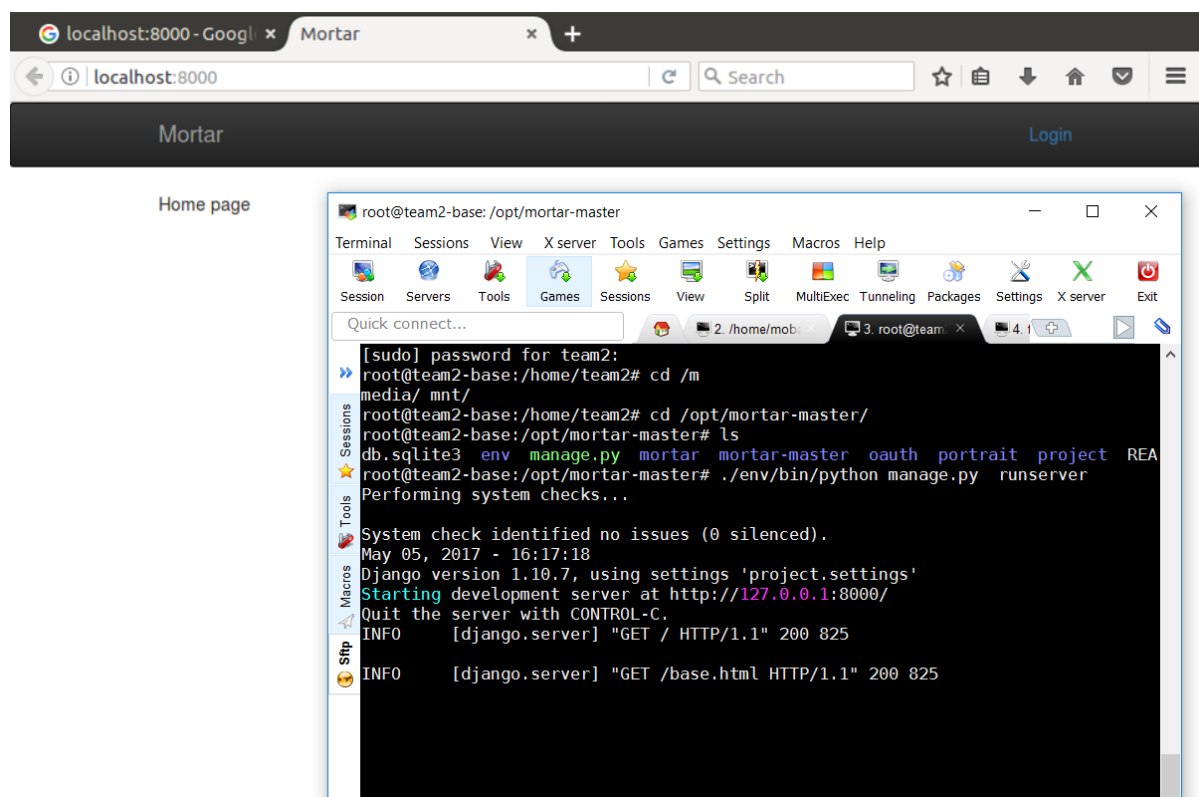 localhost:8000 - Googl
Mortar
localhost:8000
Search
Mortar
Login
Home page
root@team2-base: /opt/mortar-master
Terminal Sessions View X server Tools Games Settings Macros Help
Session Servers Tools Games Sessions View Split MultiExec Tunneling Packages Settings X server Exit
Quick connect...
2. /home/mob
3. root@team
4. t
Sessions
Tools
Macros
Sftp
[sudo] password for team2:
root@team2-base:/home/team2# cd /m
media/ mnt/
root@team2-base:/home/team2# cd /opt/mortar-master/
root@team2-base:/opt/mortar-master# ls
db.sqlite3 env manage.py mortar mortar-master oauth portrait project REA
root@team2-base:/opt/mortar-master# ./env/bin/python manage.py runserver
Performing system checks...
System check identified no issues (0 silenced).
May 05, 2017 - 16:17:18
Django version 1.10.7, using settings 'project.settings'
Starting development server at http://127.0.0.1:8000/
Quit the server with CONTROL-C.
INFO [django.server] "GET / HTTP/1.1" 200 825
INFO [django.server] "GET /base.html HTTP/1.1" 200 825